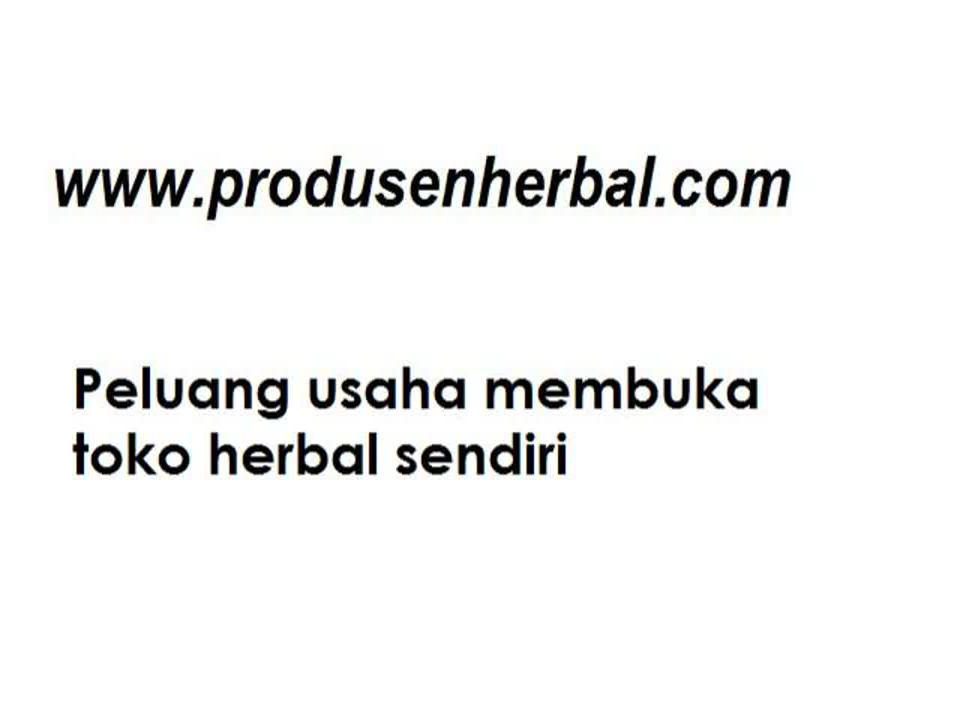 www.produsenherbal.com
Peluang usaha membuka
toko herbal sendiri